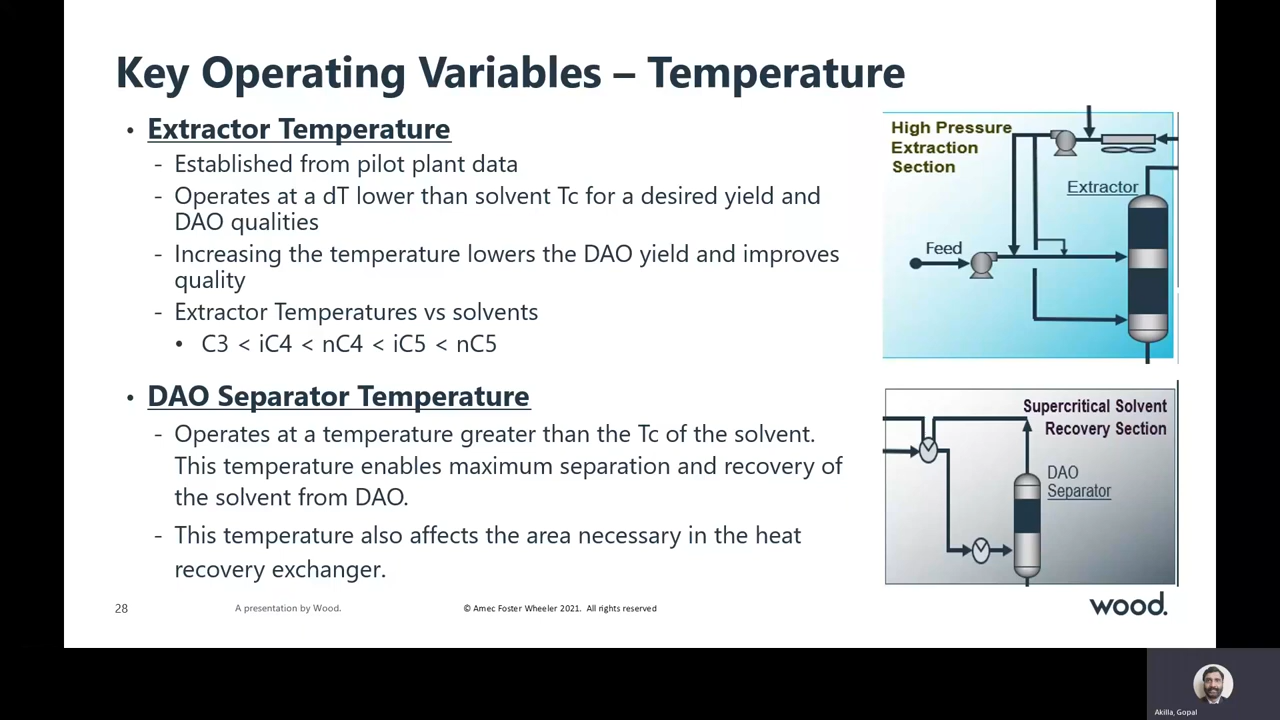 Key Operating Variables – Temperature
• Extractor Temperature
- Established from pilot plant data
- Operates at a dT lower than solvent Tc for a desired yield and
DAO qualities
- Increasing the temperature lowers the DAO yield and improves
quality
- Extractor Temperatures vs solvents
• C3 < iC4 < nC4 < iC5 < nC5
• DAO Separator Temperature
- Operates at a temperature greater than the Tc of the solvent.
This temperature enables maximum separation and recovery of
the solvent from DAO.
- This temperature also affects the area necessary in the heat
recovery exchanger.
High Pressure
Extraction
Section
Extractor
Feed
Supercritical Solvent
Recovery Section
DAO
Separator
28
A presentation by Wood.
© Amec Foster Wheeler 2021. All rights reserved
wood.
Akilla, Gopal